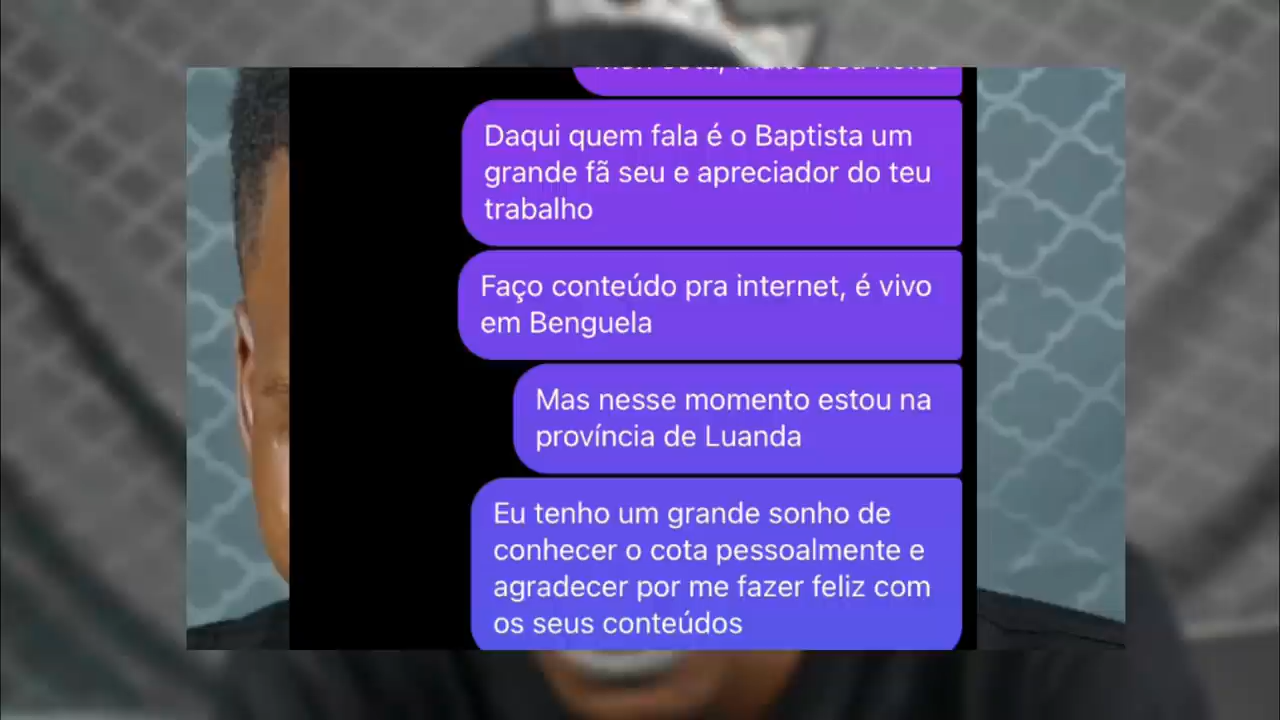 Daqui quem fala é o Baptista um
grande fã seu e apreciador do teu
trabalho
Faço conteúdo pra internet, é vivo
em Benguela
Mas nesse momento estou na
província de Luanda
Eu tenho um grande sonho de
conhecer o cota pessoalmente e
agradecer por me fazer feliz com
os seus conteúdos